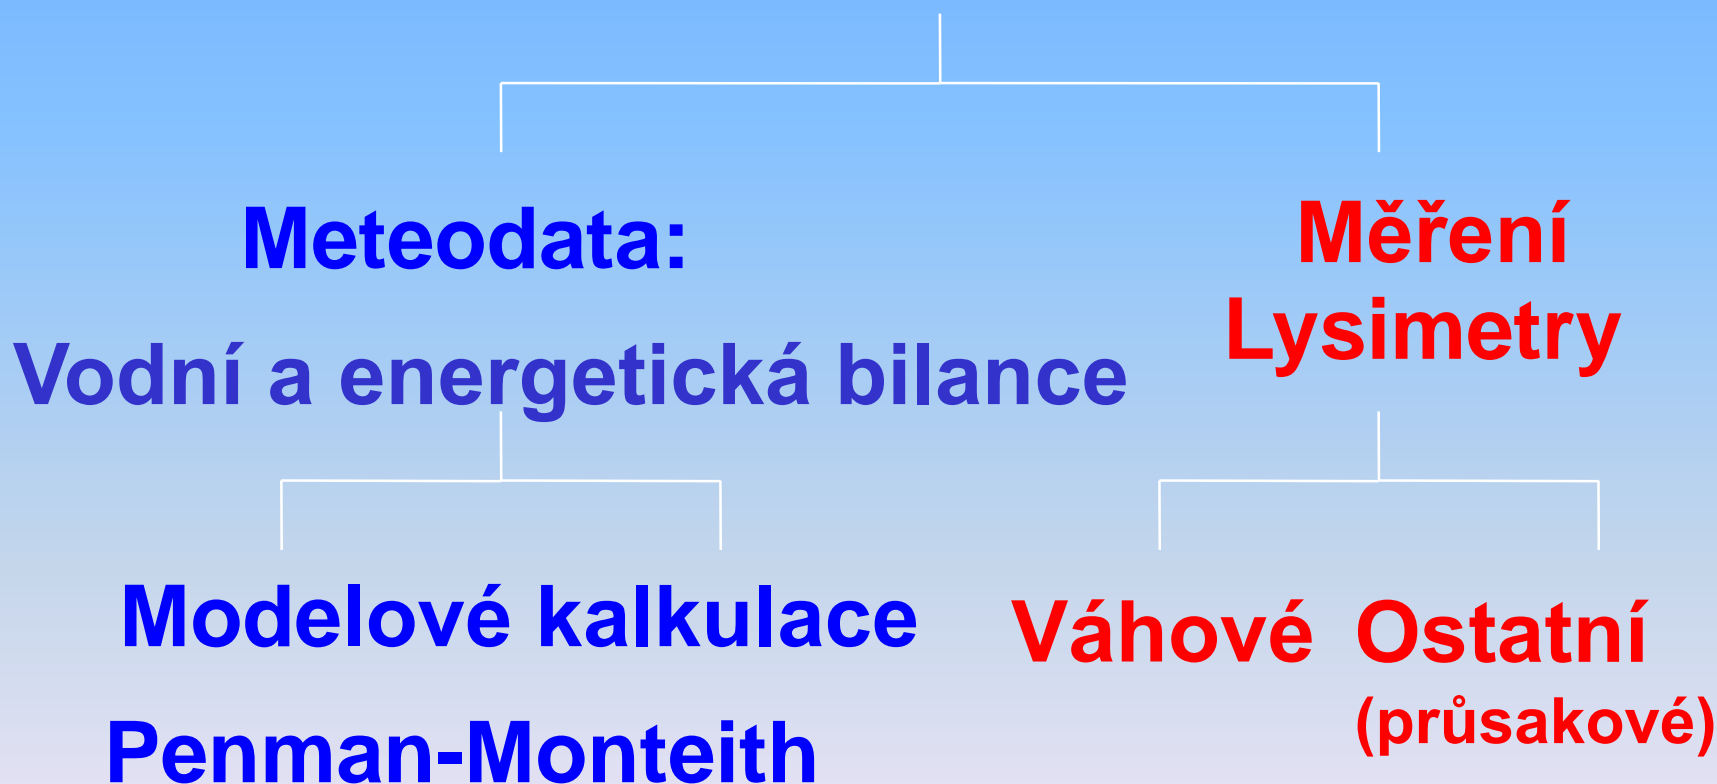 Meteodata:
Vodní a energetická bilance
Měření
Lysimetry
Modelové kalkulace
Penman-Monteith
Váhové
Ostatní
(průsakové)